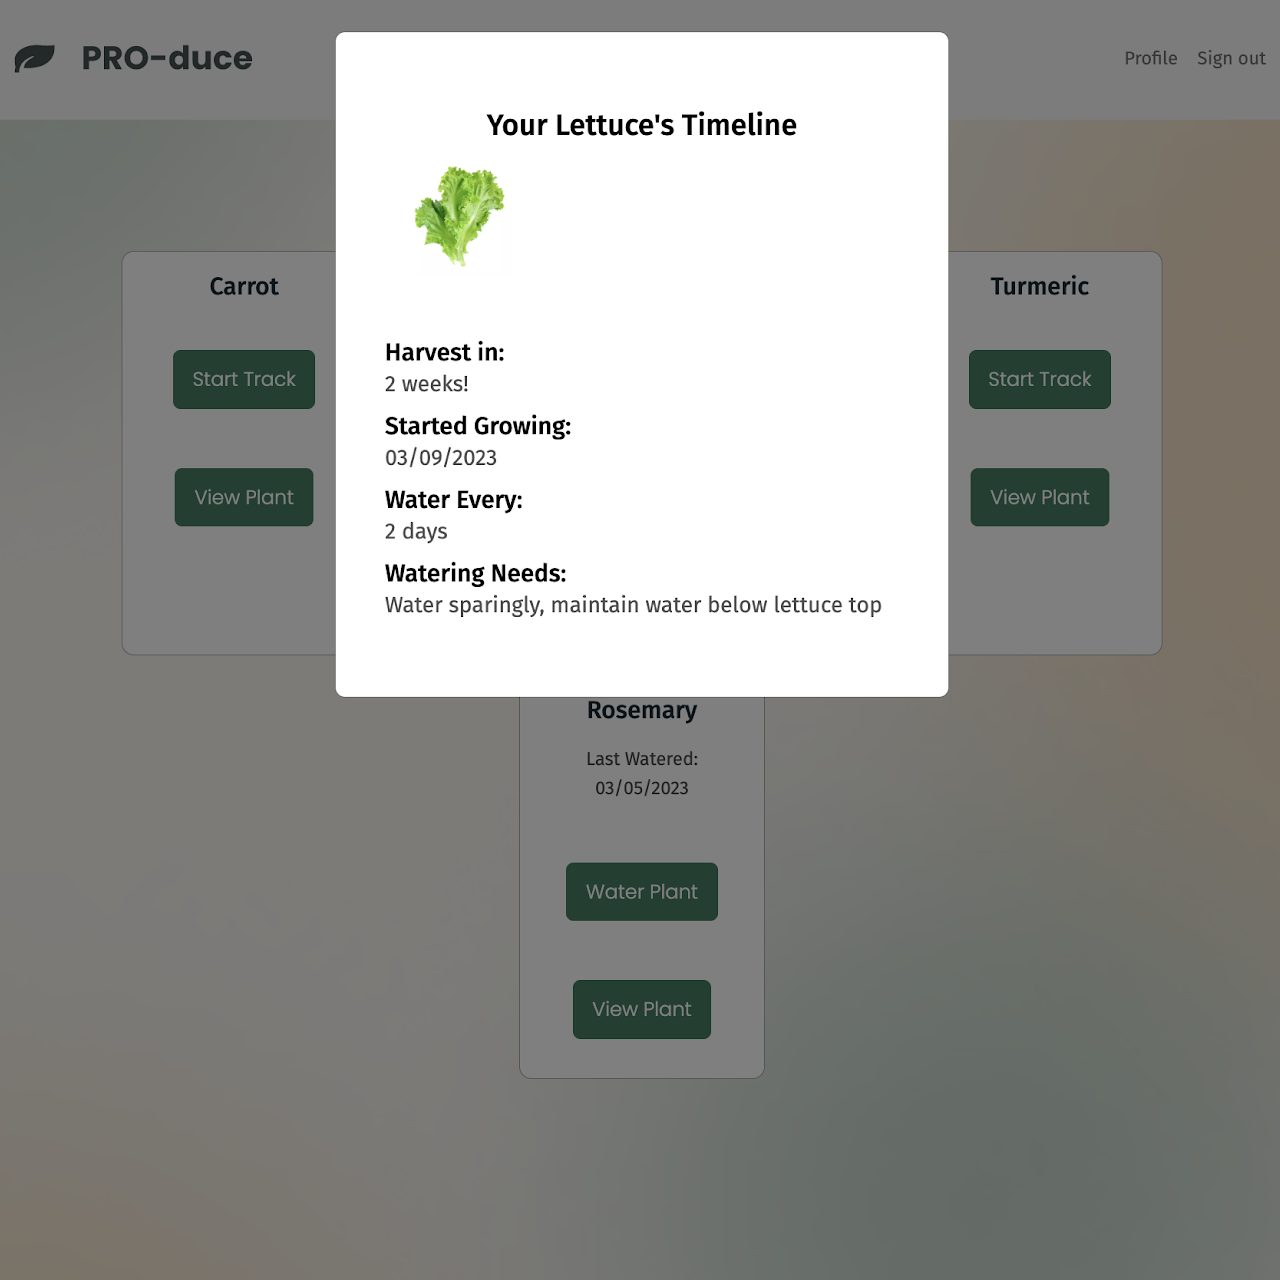 PRO-duce
Profile
Sign out
Your Lettuce's Timeline
Harvest in:
2 weeks!
Started Growing:
03/09/2023
Water Every:
2 days
Watering Needs:
Water sparingly, maintain water below lettuce top
Carrot
Start Track
View Plant
Turmeric
Start Track
View Plant
Rosemary
Last Watered:
03/05/2023
Water Plant
View Plant